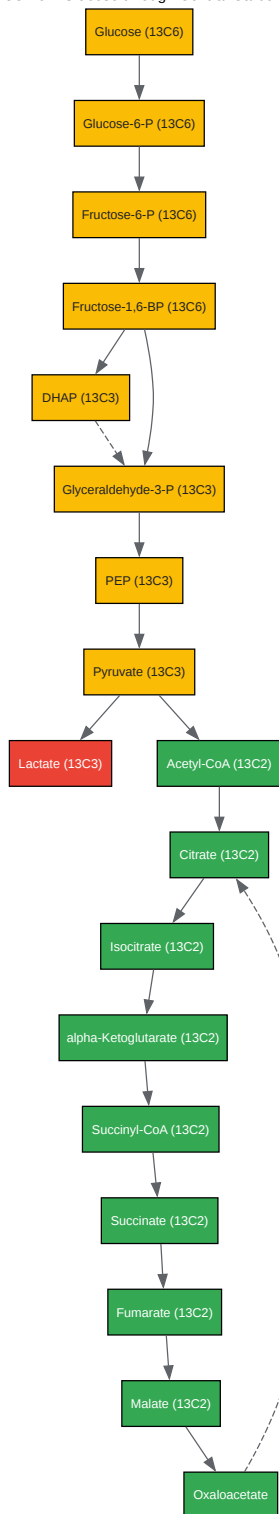 Glucose (13C6)
Glucose-6-P (13C6)
Fructose-6-P (13C6)
Fructose-1,6-BP (13C6)
DHAP (13C3)
Glyceraldehyde-3-P (13C3)
PEP (13C3)
Pyruvate (13C3)
Lactate (13C3)
Acetyl-CoA (13C2)
Citrate (13C2)
Isocitrate (13C2)
alpha-Ketoglutarate (13C2)
Succinyl-CoA (13C2)
Succinate (13C2)
Fumarate (13C2)
Malate (13C2)
Oxaloacetate